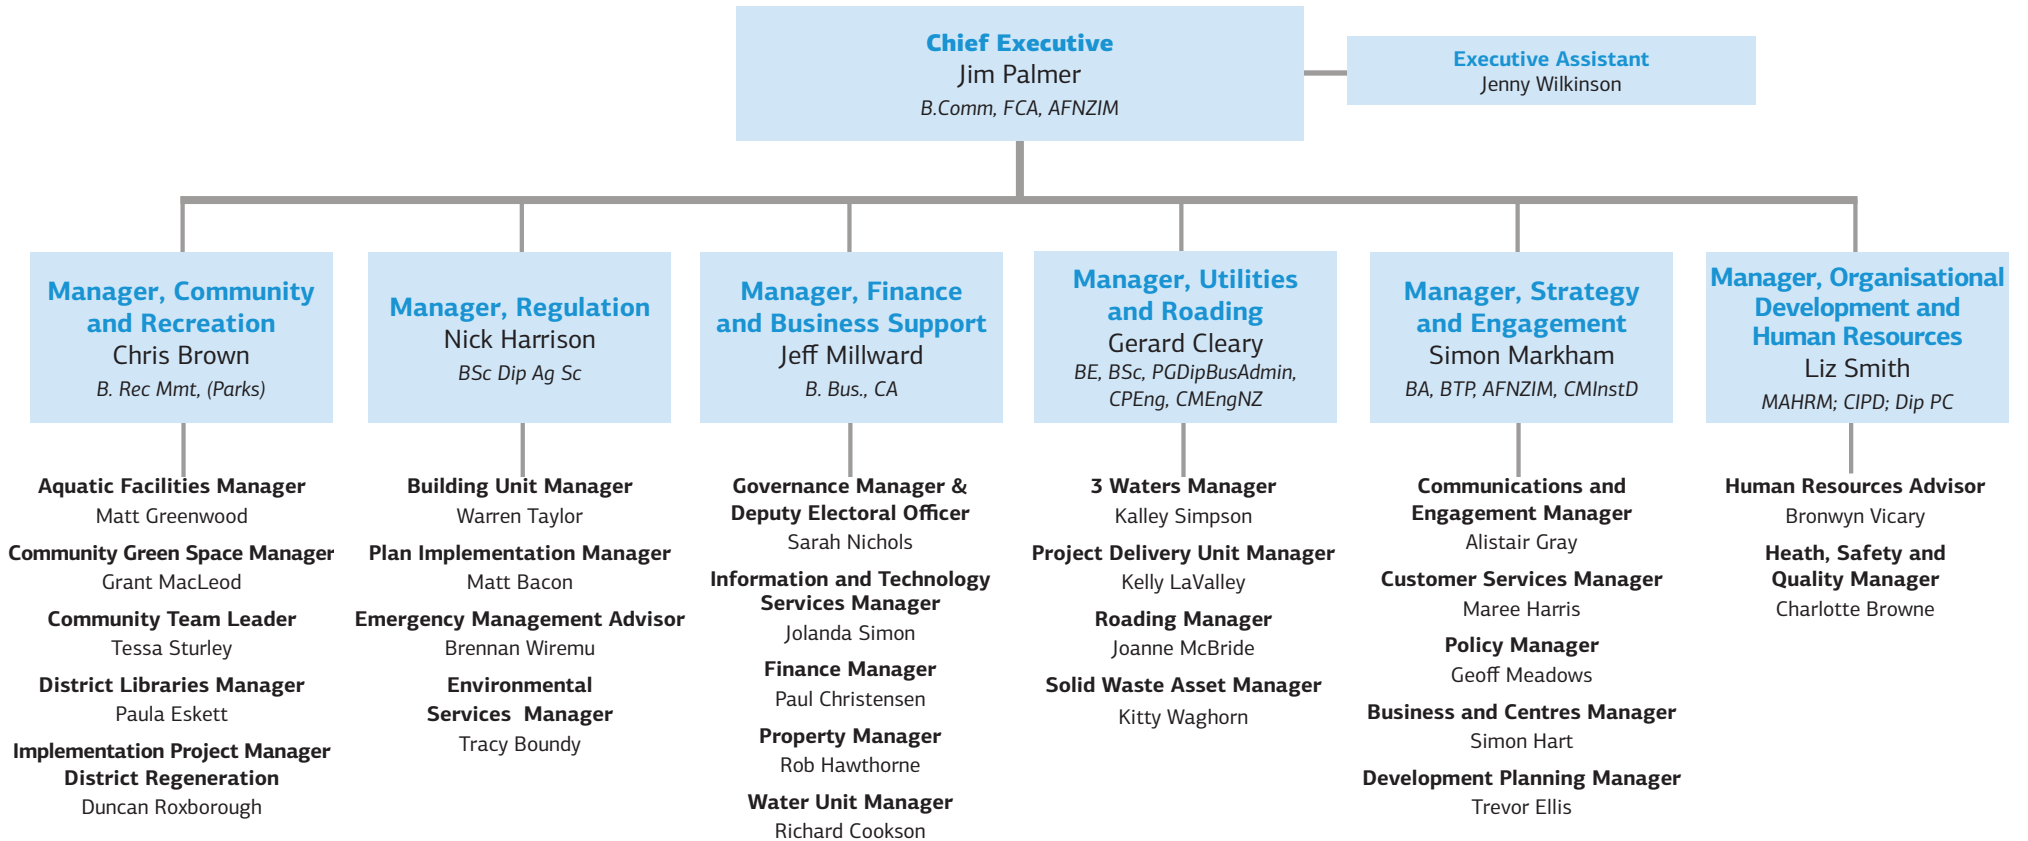 Chief Executive
Jim Palmer
B.Comm, FCA, AFNZIM
Executive Assistant
Jenny Wilkinson
Manager, Community
and Recreation
Chris Brown
B. Rec Mmt, (Parks)
Aquatic Facilities Manager
Matt Greenwood
Community Green Space Manager
Grant MacLeod
Community Team Leader
Tessa Sturley
District Libraries Manager
Paula Eskett
Implementation Project Manager
District Regeneration
Duncan Roxborough
Manager, Regulation
Nick Harrison
BSc Dip Ag Sc
Building Unit Manager
Warren Taylor
Plan Implementation Manager
Matt Bacon
Emergency Management Advisor
Brennan Wiremu
Environmental
Services Manager
Tracy Boundy
Manager, Finance
and Business Support
Jeff Millward
B. Bus., CA
Governance Manager &
Deputy Electoral Officer
Sarah Nichols
Information and Technology
Services Manager
Jolanda Simon
Finance Manager
Paul Christensen
Property Manager
Rob Hawthorne
Water Unit Manager
Richard Cookson
Manager, Utilities
and Roading
Gerard Cleary
BE, BSc, PGDipBusAdmin,
CPEng, CMEngNZ
3 Waters Manager
Kalley Simpson
Project Delivery Unit Manager
Kelly LaValley
Roading Manager
Joanne McBride
Solid Waste Asset Manager
Kitty Waghorn
Manager, Strategy
and Engagement
Simon Markham
BA, BTP, AFNZIM, CMInstD
Communications and
Engagement Manager
Alistair Gray
Customer Services Manager
Maree Harris
Policy Manager
Geoff Meadows
Business and Centres Manager
Simon Hart
Development Planning Manager
Trevor Ellis
Manager, Organisational
Development and
Human Resources
Liz Smith
MAHRM; CIPD; Dip PC
Human Resources Advisor
Bronwyn Vicary
Heath, Safety and
Quality Manager
Charlotte Browne